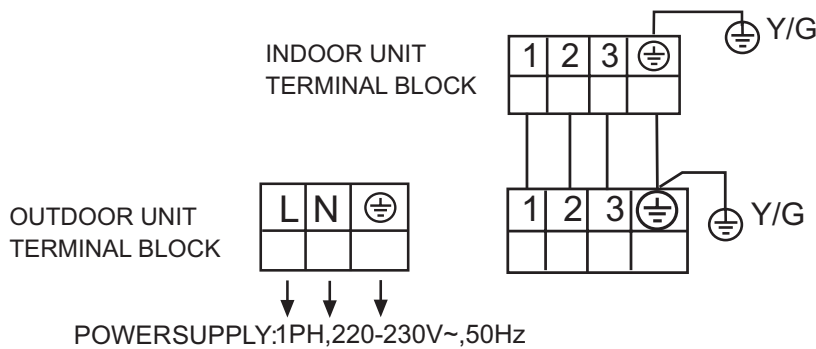 INDOOR UNIT
TERMINAL BLOCK
1 2 3
Y/G
OUTDOOR UNIT
TERMINAL BLOCK
L N
1 2 3
Y/G
POWERSUPPLY:1PH,220-230V~,50Hz